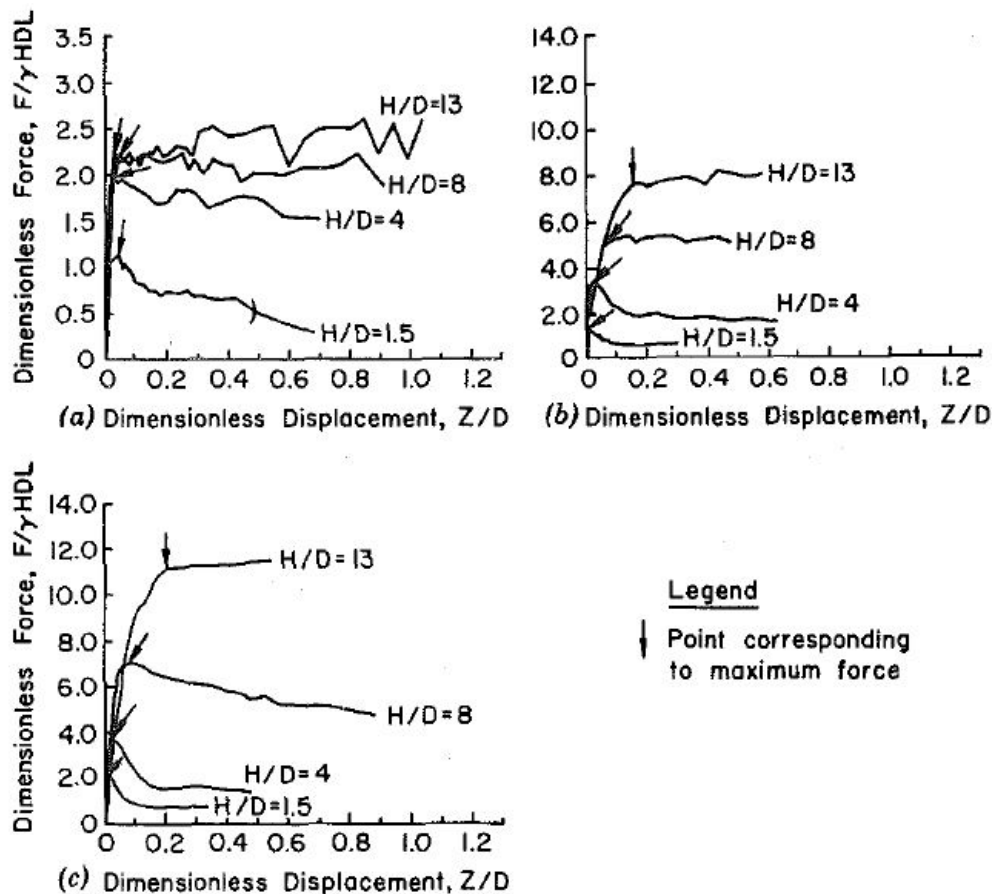 Dimensionless Force, F/γHDL
3.5
3.0
2.5
2.0
1.5
1.0
0.5
0
H/D=13
H/D=8
H/D=4
H/D=1.5
0 0.2 0.4 0.6 0.8 1.0 1.2
(a) Dimensionless Displacement, Z/D
14.0
12.0
10.0
8.0
6.0
4.0
2.0
0
H/D=13
H/D=8
H/D=4
H/D=1.5
0 0.2 0.4 0.6 0.8 1.0 1.2
(b) Dimensionless Displacement, Z/D
Dimensionless Force, F/γHDL
14.0
12.0
10.0
8.0
6.0
4.0
2.0
0
H/D=13
H/D=8
H/D=4
H/D=1.5
0 0.2 0.4 0.6 0.8 1.0 1.2
(c) Dimensionless Displacement, Z/D
Legend
Point corresponding
to maximum force